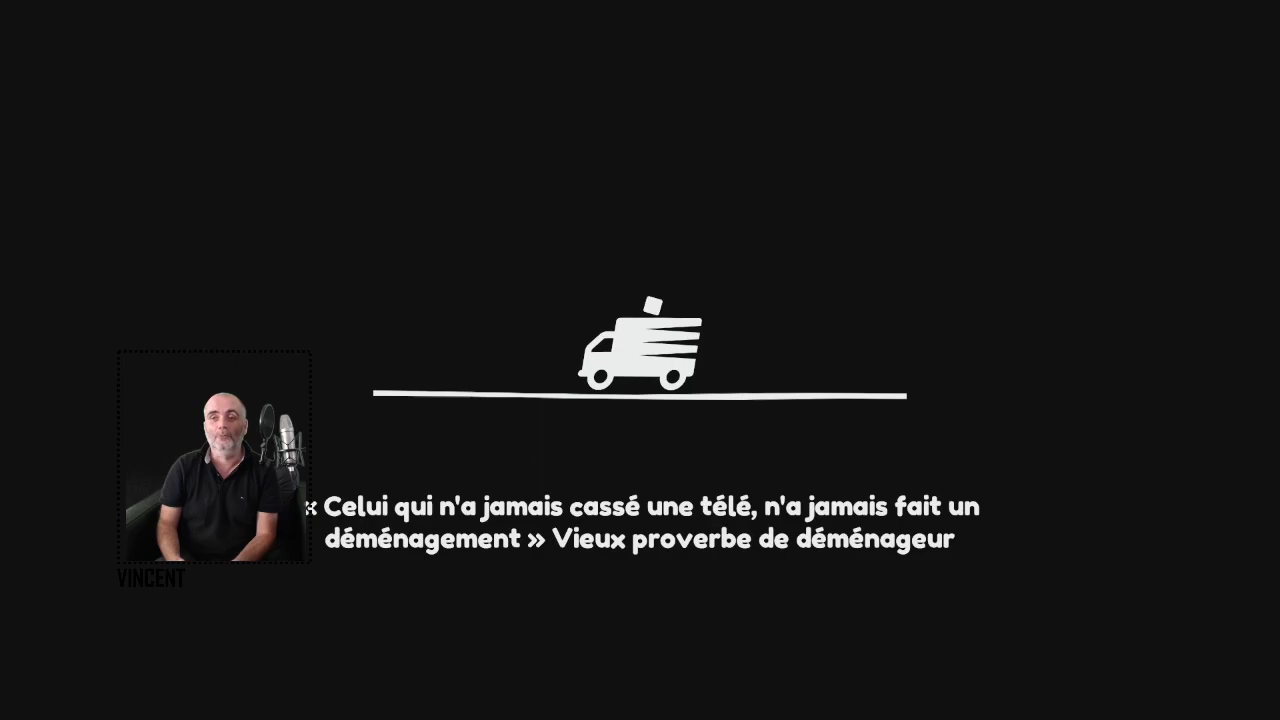 « Celui qui n'a jamais cassé une télé, n'a jamais fait un
déménagement » Vieux proverbe de déménageur
VINCENT